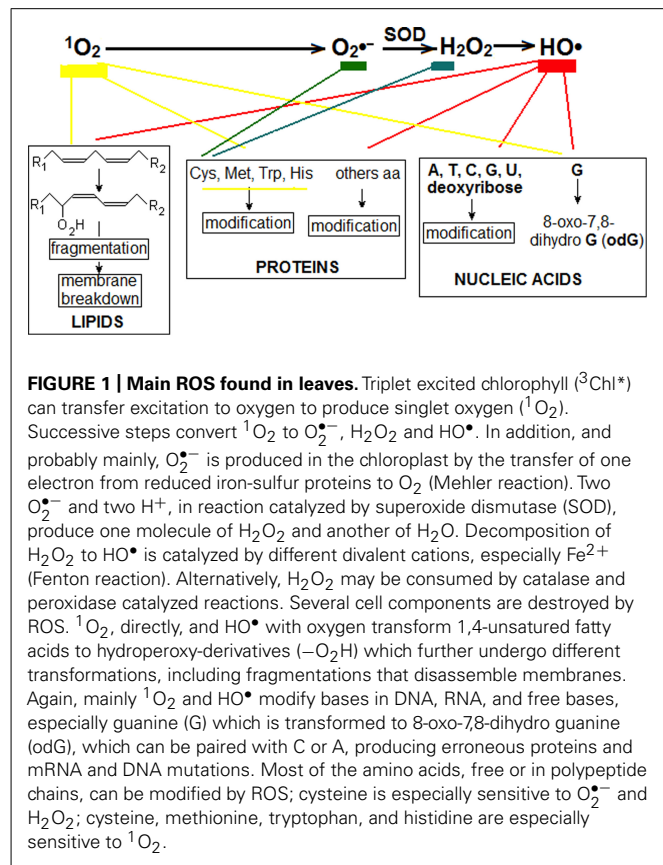 SOD
¹O₂ O₂•⁻ H₂O₂ HO•
R₁ R₂
R₁ R₂
O₂H
fragmentation
membrane
breakdown
LIPIDS
Cys, Met, Trp, His others aa
modification modification
PROTEINS
A, T, C, G, U, G
deoxyribose
modification
8-oxo-7,8-
dihydro G (odG)
NUCLEIC ACIDS
FIGURE 1 | Main ROS found in leaves. Triplet excited chlorophyll (³Chl*)
can transfer excitation to oxygen to produce singlet oxygen (¹O₂).
Successive steps convert ¹O₂ to O₂•⁻, H₂O₂ and HO•. In addition, and
probably mainly, O₂•⁻ is produced in the chloroplast by the transfer of one
electron from reduced iron-sulfur proteins to O₂ (Mehler reaction). Two
O₂•⁻ and two H⁺, in reaction catalyzed by superoxide dismutase (SOD),
produce one molecule of H₂O₂ and another of H₂O. Decomposition of
H₂O₂ to HO• is catalyzed by different divalent cations, especially Fe²⁺
(Fenton reaction). Alternatively, H₂O₂ may be consumed by catalase and
peroxidase catalyzed reactions. Several cell components are destroyed by
ROS. ¹O₂, directly, and HO• with oxygen transform 1,4-unsatured fatty
acids to hydroperoxy-derivatives (−O₂H) which further undergo different
transformations, including fragmentations that disassemble membranes.
Again, mainly ¹O₂ and HO• modify bases in DNA, RNA, and free bases,
especially guanine (G) which is transformed to 8-oxo-7,8-dihydro guanine
(odG), which can be paired with C or A, producing erroneous proteins and
mRNA and DNA mutations. Most of the amino acids, free or in polypeptide
chains, can be modified by ROS; cysteine is especially sensitive to O₂•⁻ and
H₂O₂; cysteine, methionine, tryptophan, and histidine are especially
sensitive to ¹O₂.